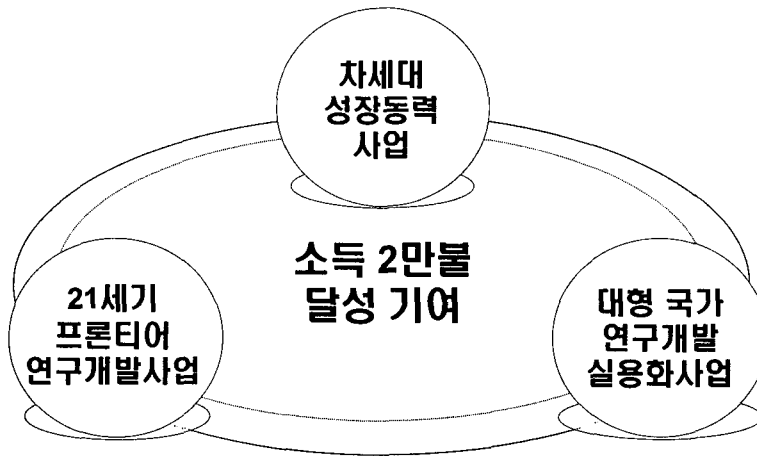 차세대
성장동력
사업
소득 2만불
달성 기여
21세기
프론티어
연구개발사업
대형 국가
연구개발
실용화사업